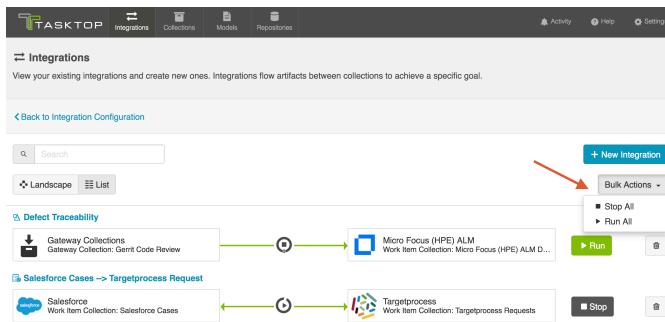 TASKTOP
Integrations
Collections
Models
Repositories
Activity
Help
Setting
Integrations
View your existing integrations and create new ones. Integrations flow artifacts between collections to achieve a specific goal.
Back to Integration Configuration
Search
+ New Integration
Landscape
List
Bulk Actions
Stop All
Run All
Defect Traceability
Gateway Collections
Gateway Collection: Gerrit Code Review
Micro Focus (HPE) ALM
Work Item Collection: Micro Focus (HPE) ALM D...
Run
Salesforce Cases --> Targetprocess Request
salesforce
Salesforce
Work Item Collection: Salesforce Cases
Targetprocess
Work Item Collection: Targetprocess Requests
Stop